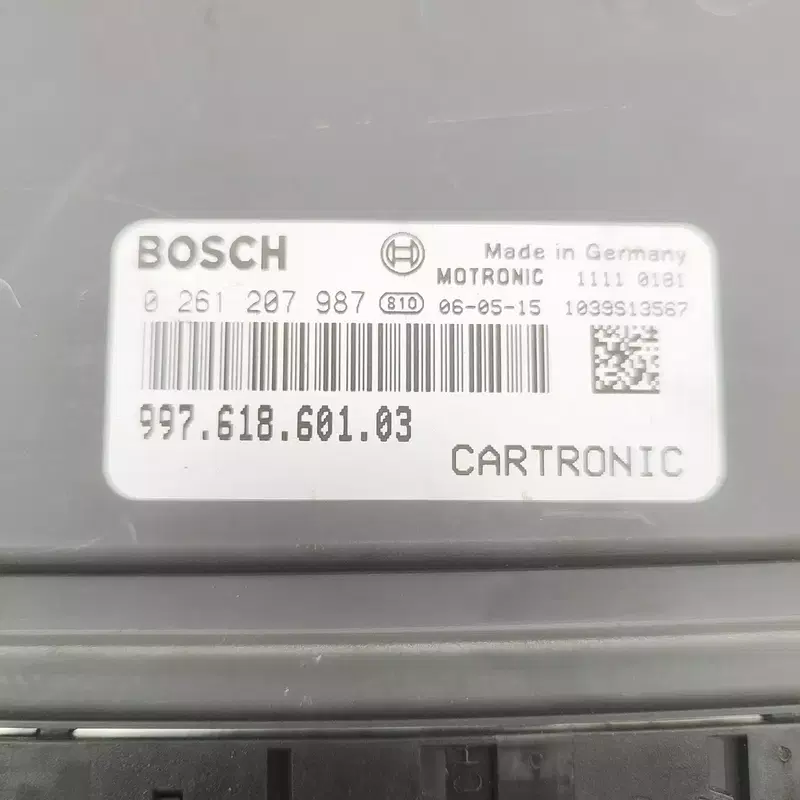 BOSCH Made in Germany
MOTRONIC 1111 0181
0 261 207 987 810 06-05-15 1039S13567
997.618.601.03
CARTRONIC